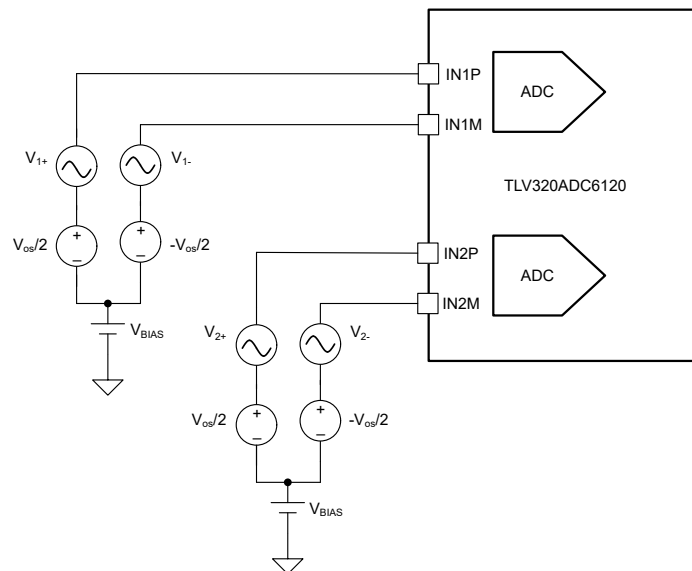 IN1P
ADC
IN1M
V1+
V1-
TLV320ADC6120
Vos/2
+
−
+
−
-Vos/2
IN2P
ADC
IN2M
VBIAS
V2+
V2-
Vos/2
+
−
+
−
-Vos/2
VBIAS